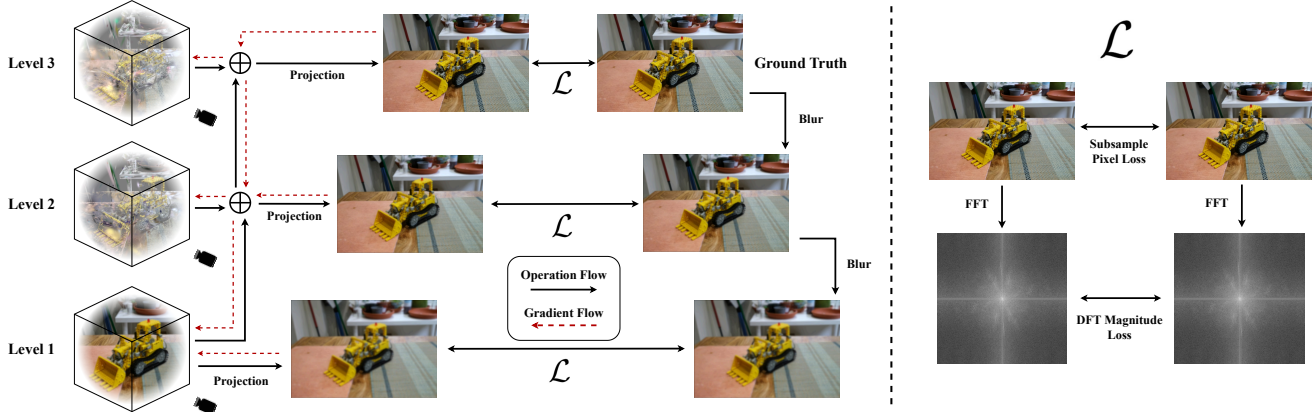 Level 3
Projection
ℒ
Ground Truth
Blur
Level 2
Projection
ℒ
Blur
Operation Flow
Gradient Flow
Level 1
Projection
ℒ
ℒ
Subsample
Pixel Loss
FFT
FFT
DFT Magnitude
Loss